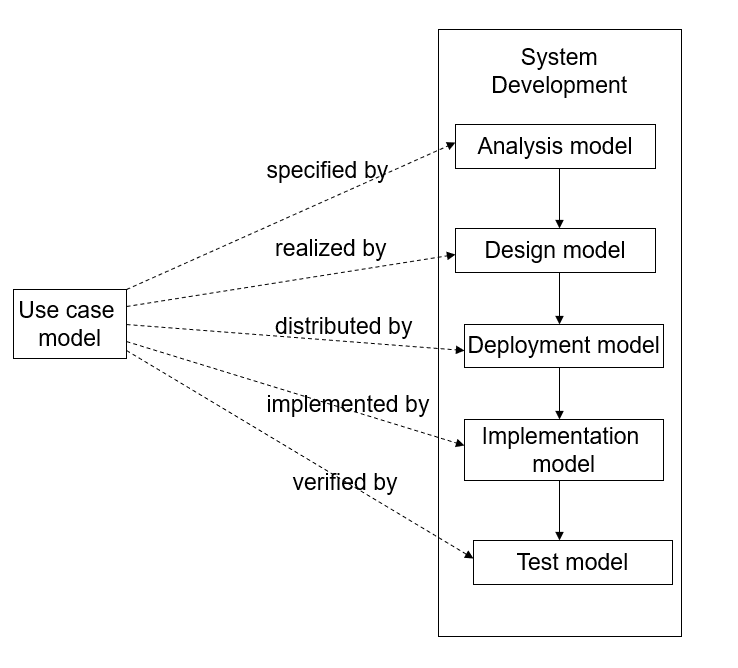 System
Development
Analysis model
specified by
realized by
Design model
Use case
model
distributed by
Deployment model
implemented by
Implementation
model
verified by
Test model